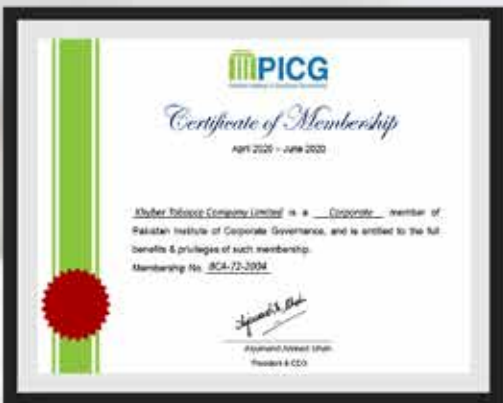 PICG
Certificate of Membership
April 2020 - June 2020
Khyber Tobacco Company Limited is a Corporate member of
Pakistan Institute of Corporate Governance, and is entitled to the full
benefits & privileges of such membership.
Membership No. BCA-72-2004
President & CEO